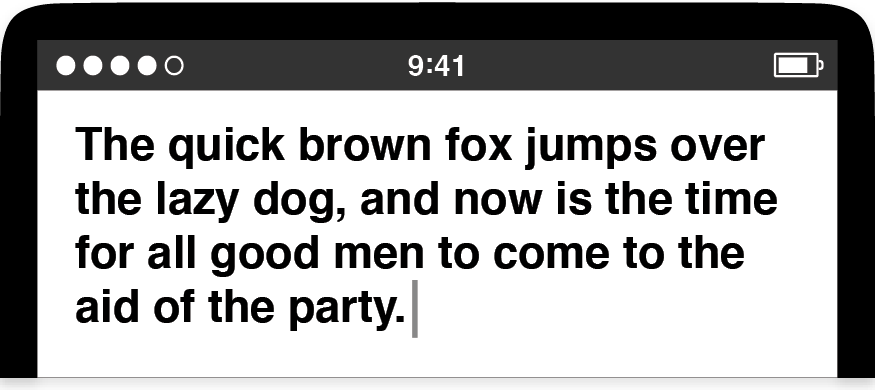 9:41
The quick brown fox jumps over
the lazy dog, and now is the time
for all good men to come to the
aid of the party.